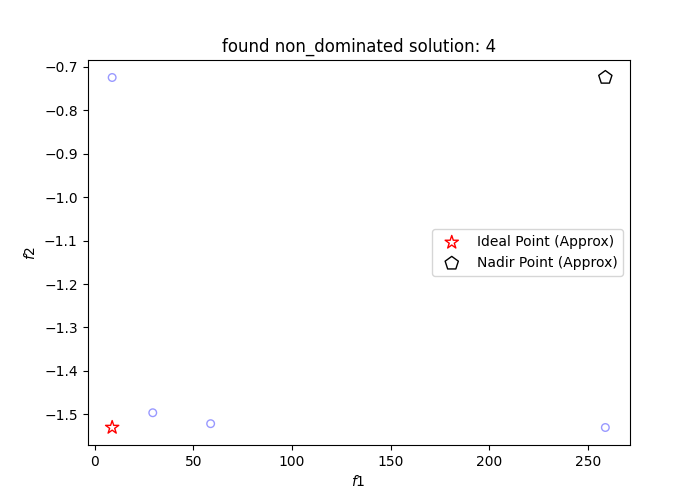 found non_dominated solution: 4
−0.7
−0.8
−0.9
−1.0
−1.1
−1.2
−1.3
−1.4
−1.5
f2
Ideal Point (Approx)
Nadir Point (Approx)
0 50 100 150 200 250
f1